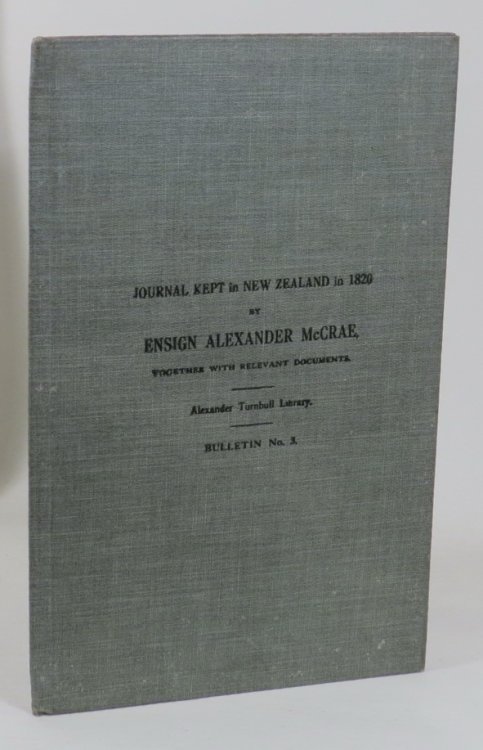 JOURNAL KEPT in NEW ZEALAND in 1820
BY
ENSIGN ALEXANDER McCRAE,
TOGETHER WITH RELEVANT DOCUMENTS.
Alexander Turnbull Library.
BULLETIN No. 3.